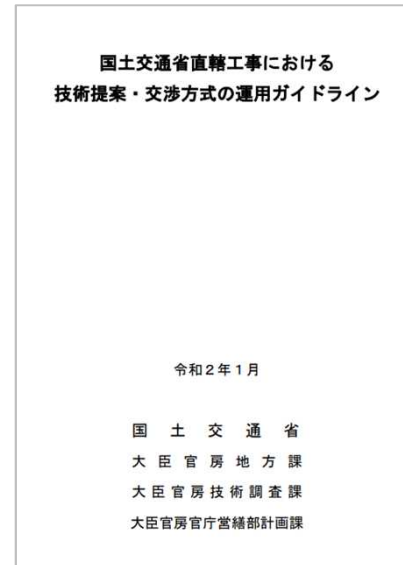 国土交通省直轄工事における
技術提案・交渉方式の運用ガイドライン
令和2年1月
国土交通省
大臣官房地方課
大臣官房技術調査課
大臣官房官庁営繕部計画課